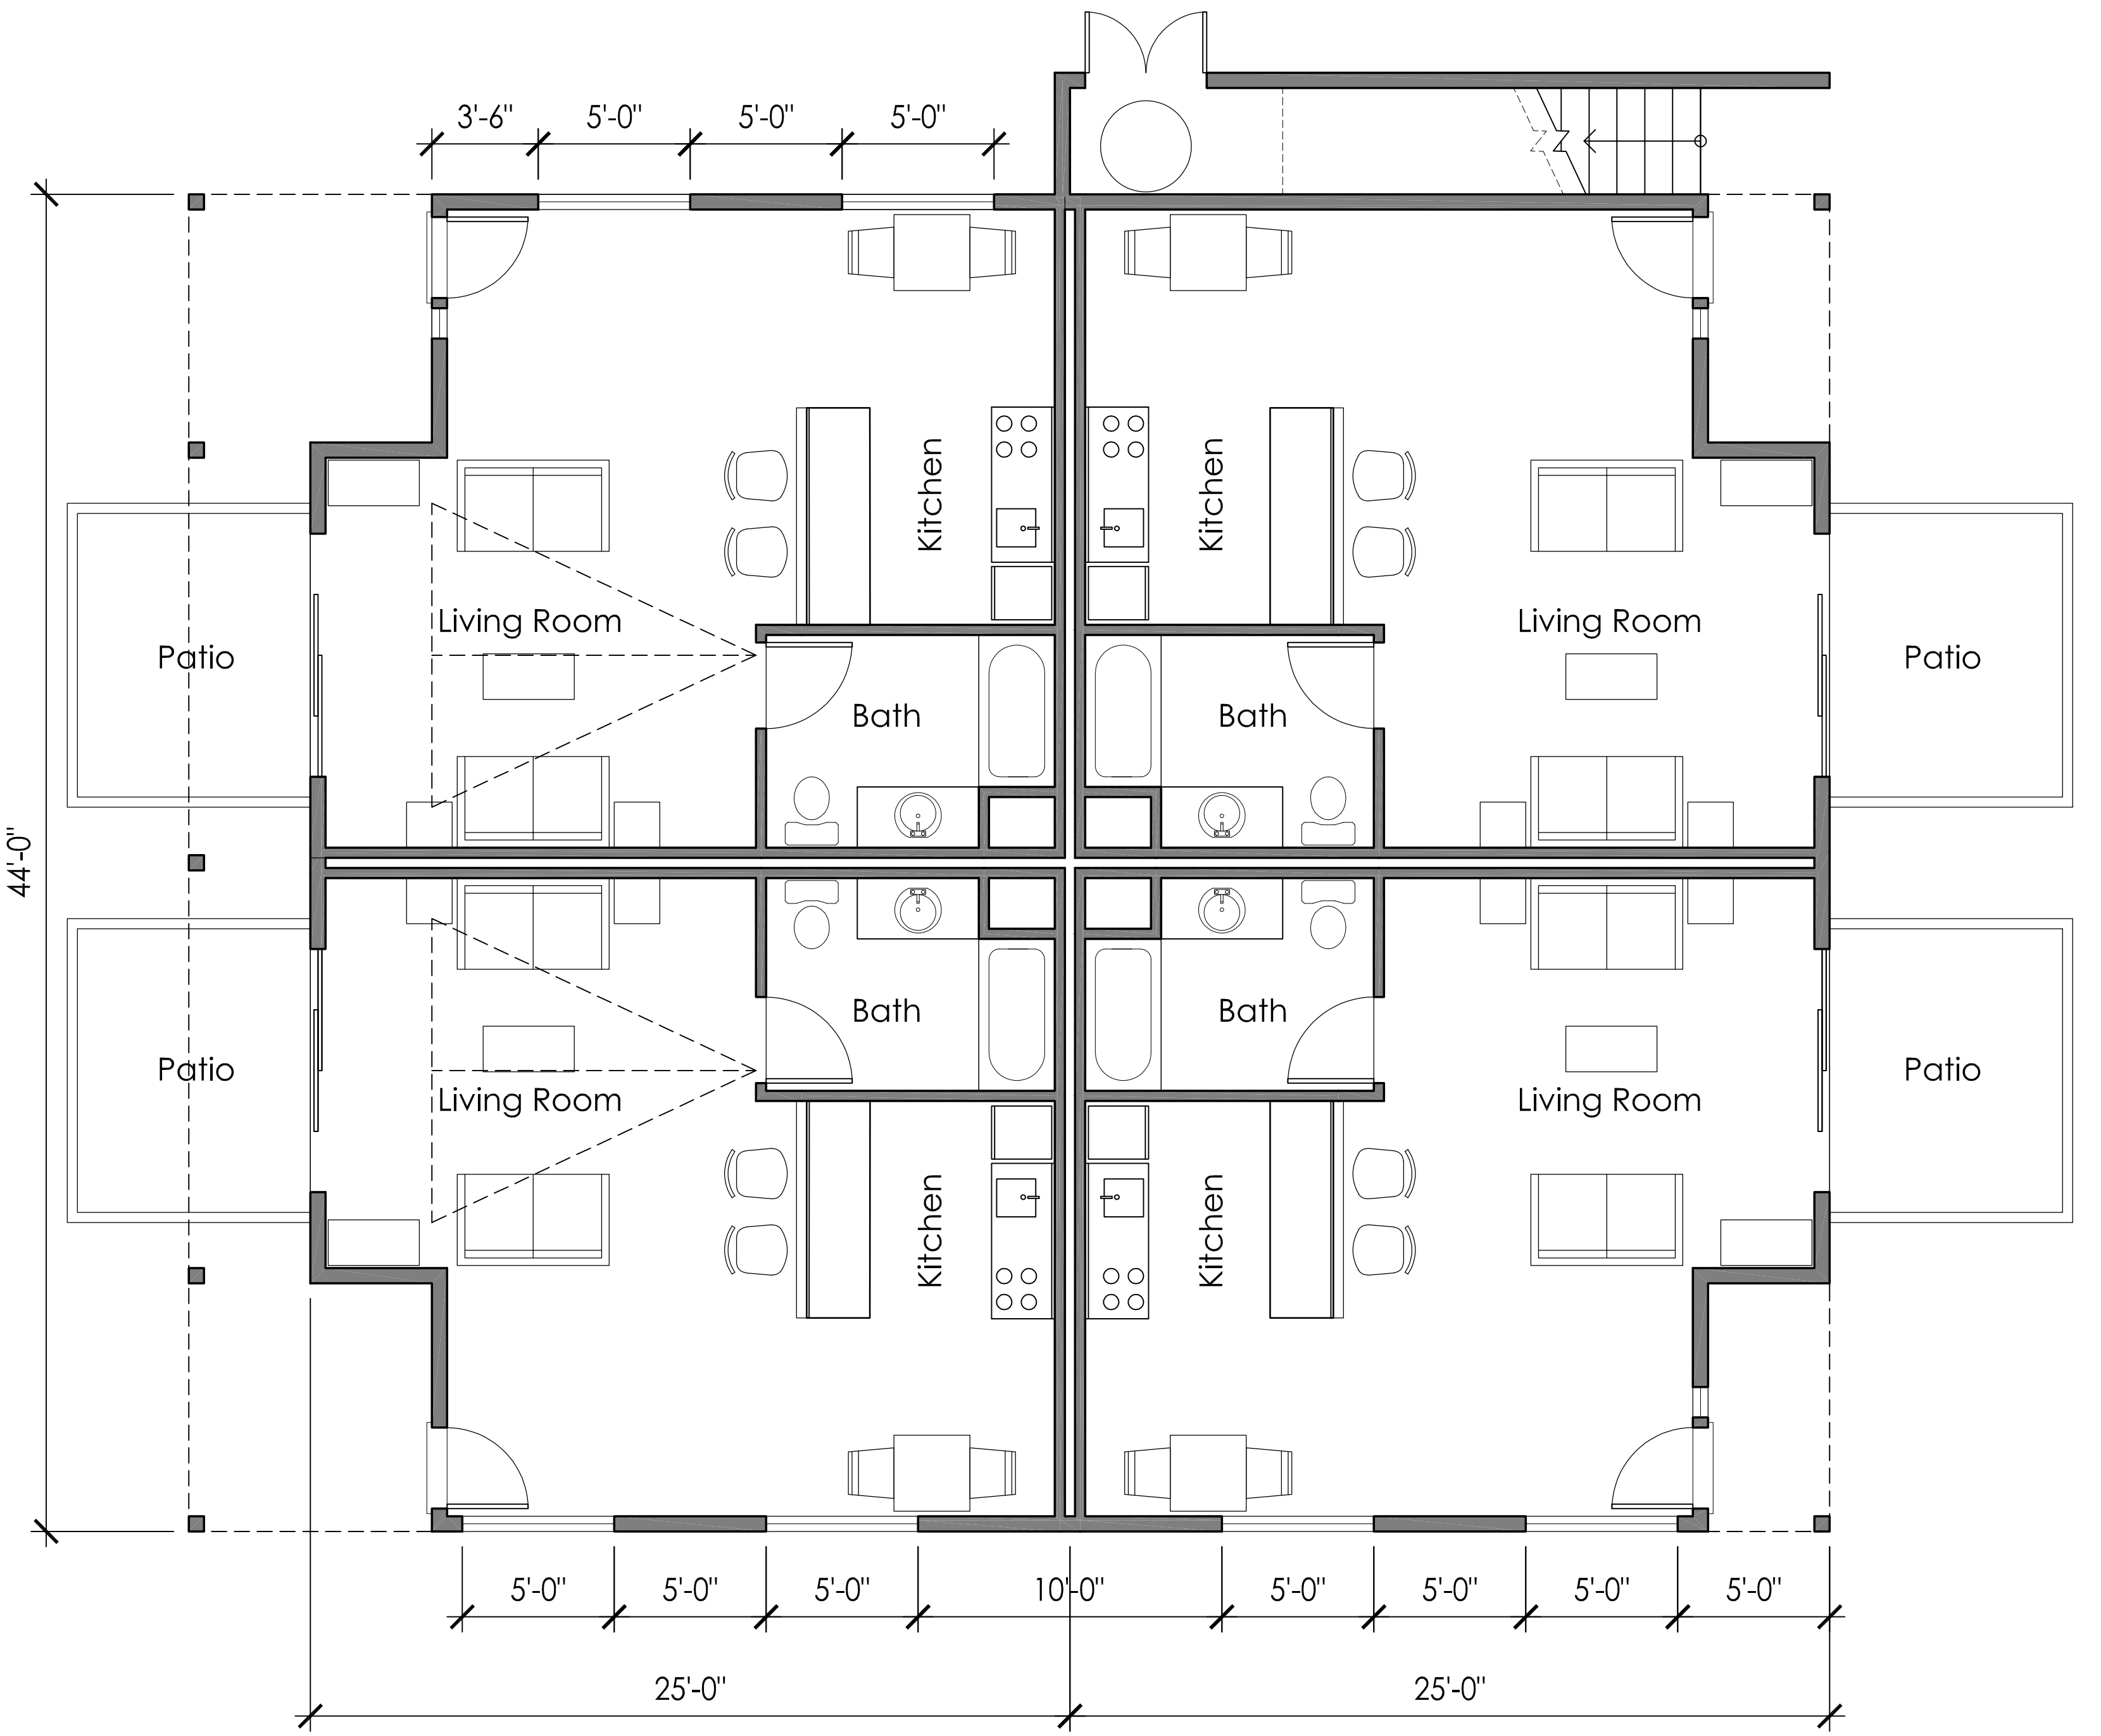 3'-6" 5'-0" 5'-0" 5'-0"
Kitchen Kitchen
Living Room Living Room
Patio Patio
Bath Bath
44'-0"
Bath Bath
Patio Patio
Living Room Living Room
Kitchen Kitchen
5'-0" 5'-0" 5'-0" 10'-0" 5'-0" 5'-0" 5'-0" 5'-0"
25'-0" 25'-0"